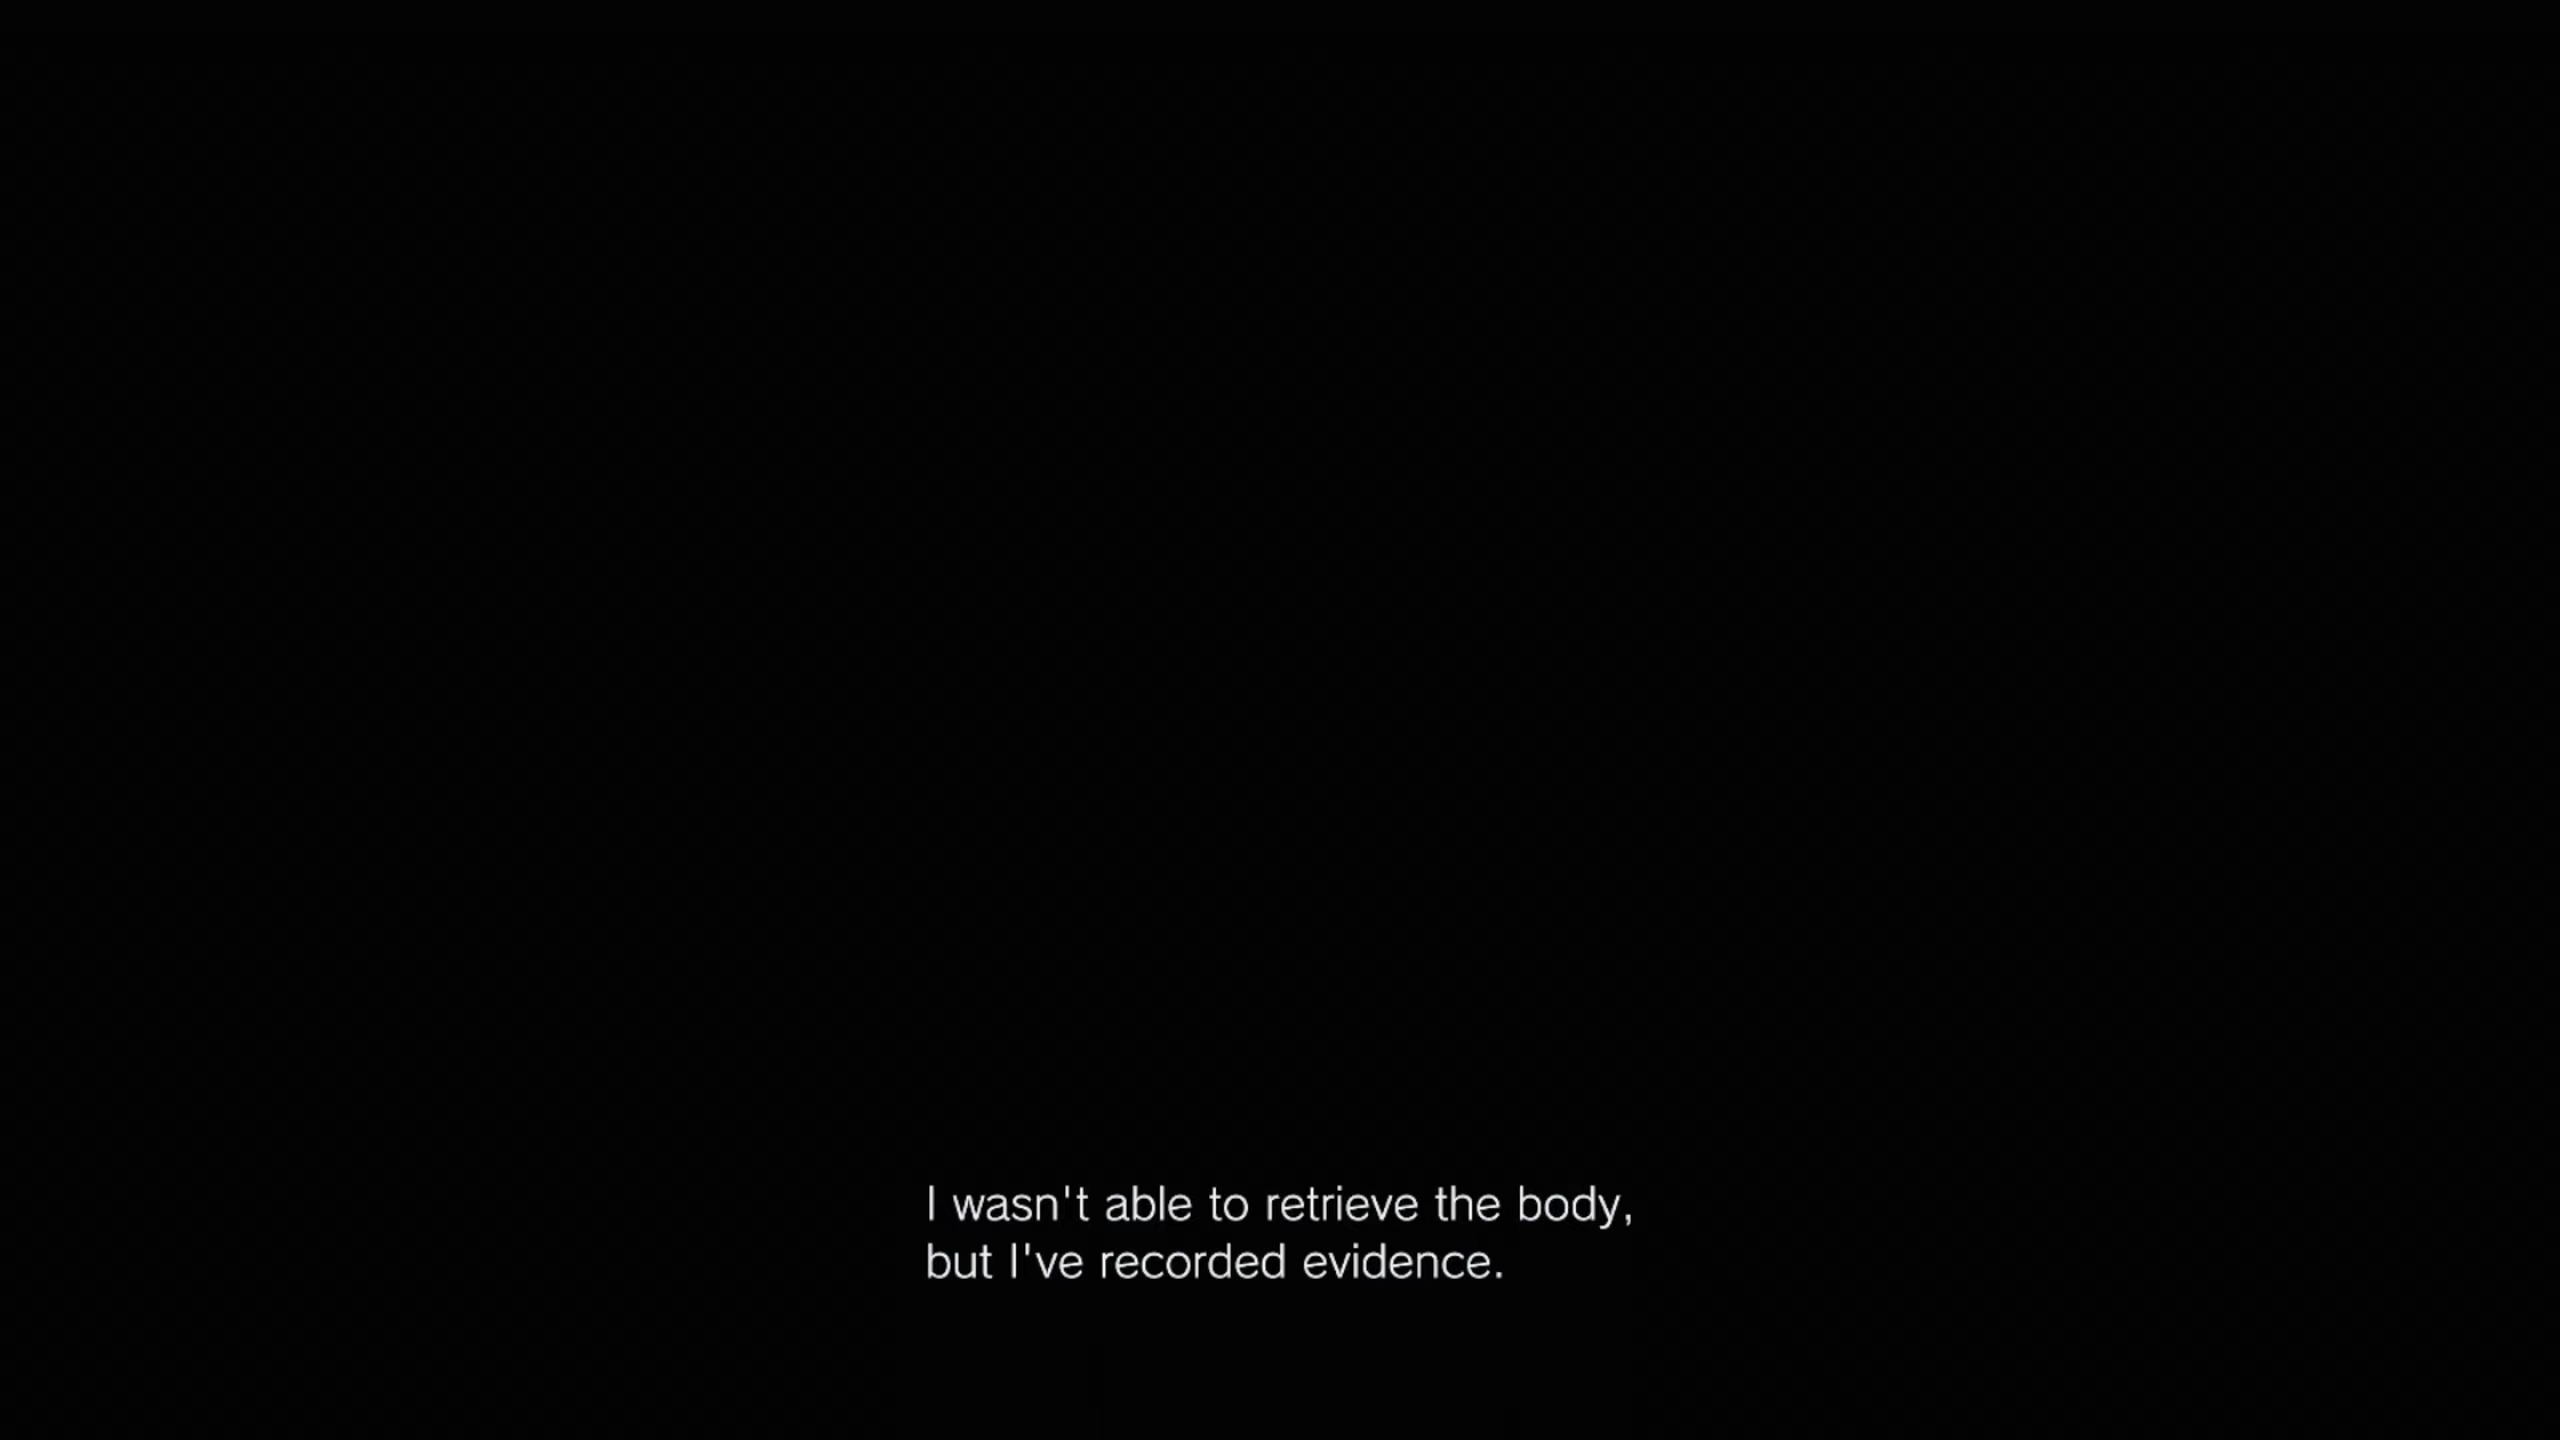 I wasn't able to retrieve the body,
but I've recorded evidence.